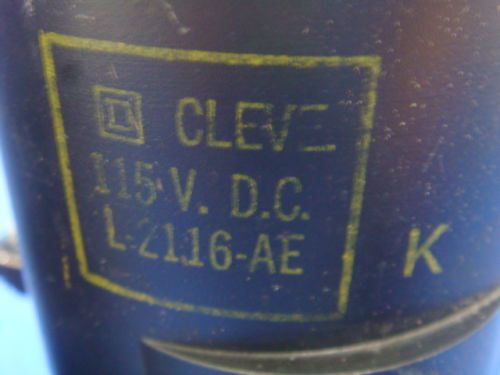 D CLEVE
115 V. D.C.
L-2116-AE
K